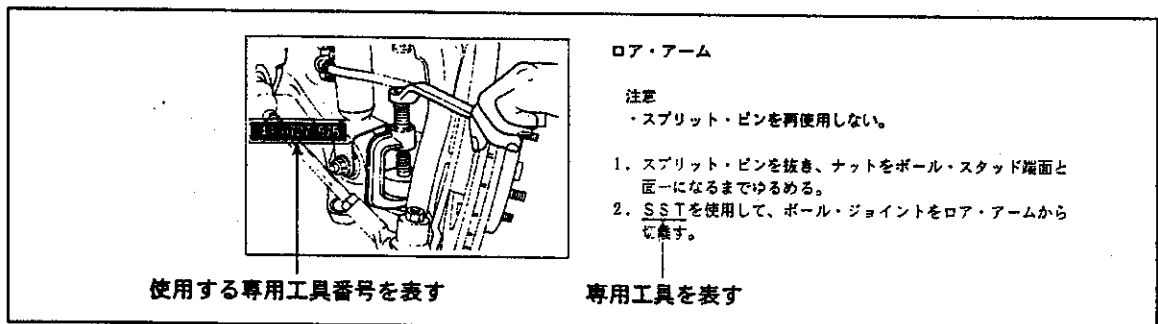 ロア・アーム
注意
・スプリット・ピンを再使用しない。
1．スプリット・ピンを抜き、ナットをボール・スタッド端面と
面一になるまでゆるめる。
2．SSTを使用して、ボール・ジョイントをロア・アームから
切離す。
使用する専用工具番号を表す
専用工具を表す